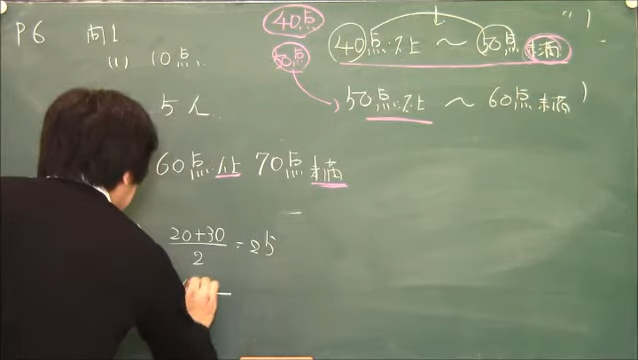 P6 問1
(1) 10点
5人
60点以上 70点未満
20+30/2 = 25
40点
50点
40点以上 ~ 50点未満
50点以上 ~ 60点未満